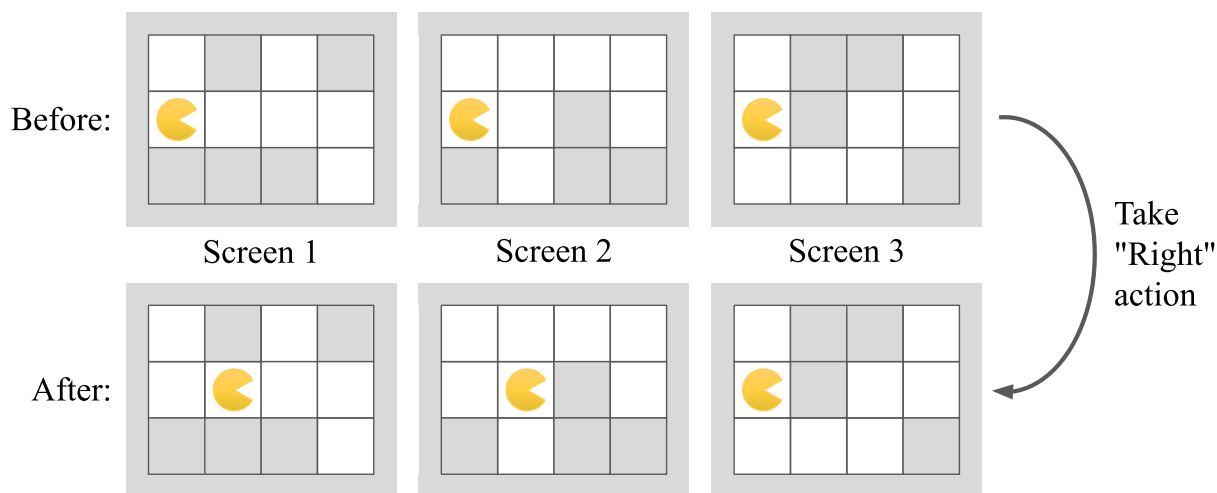 Before:
Screen 1
Screen 2
Screen 3
Take
"Right"
action
After: